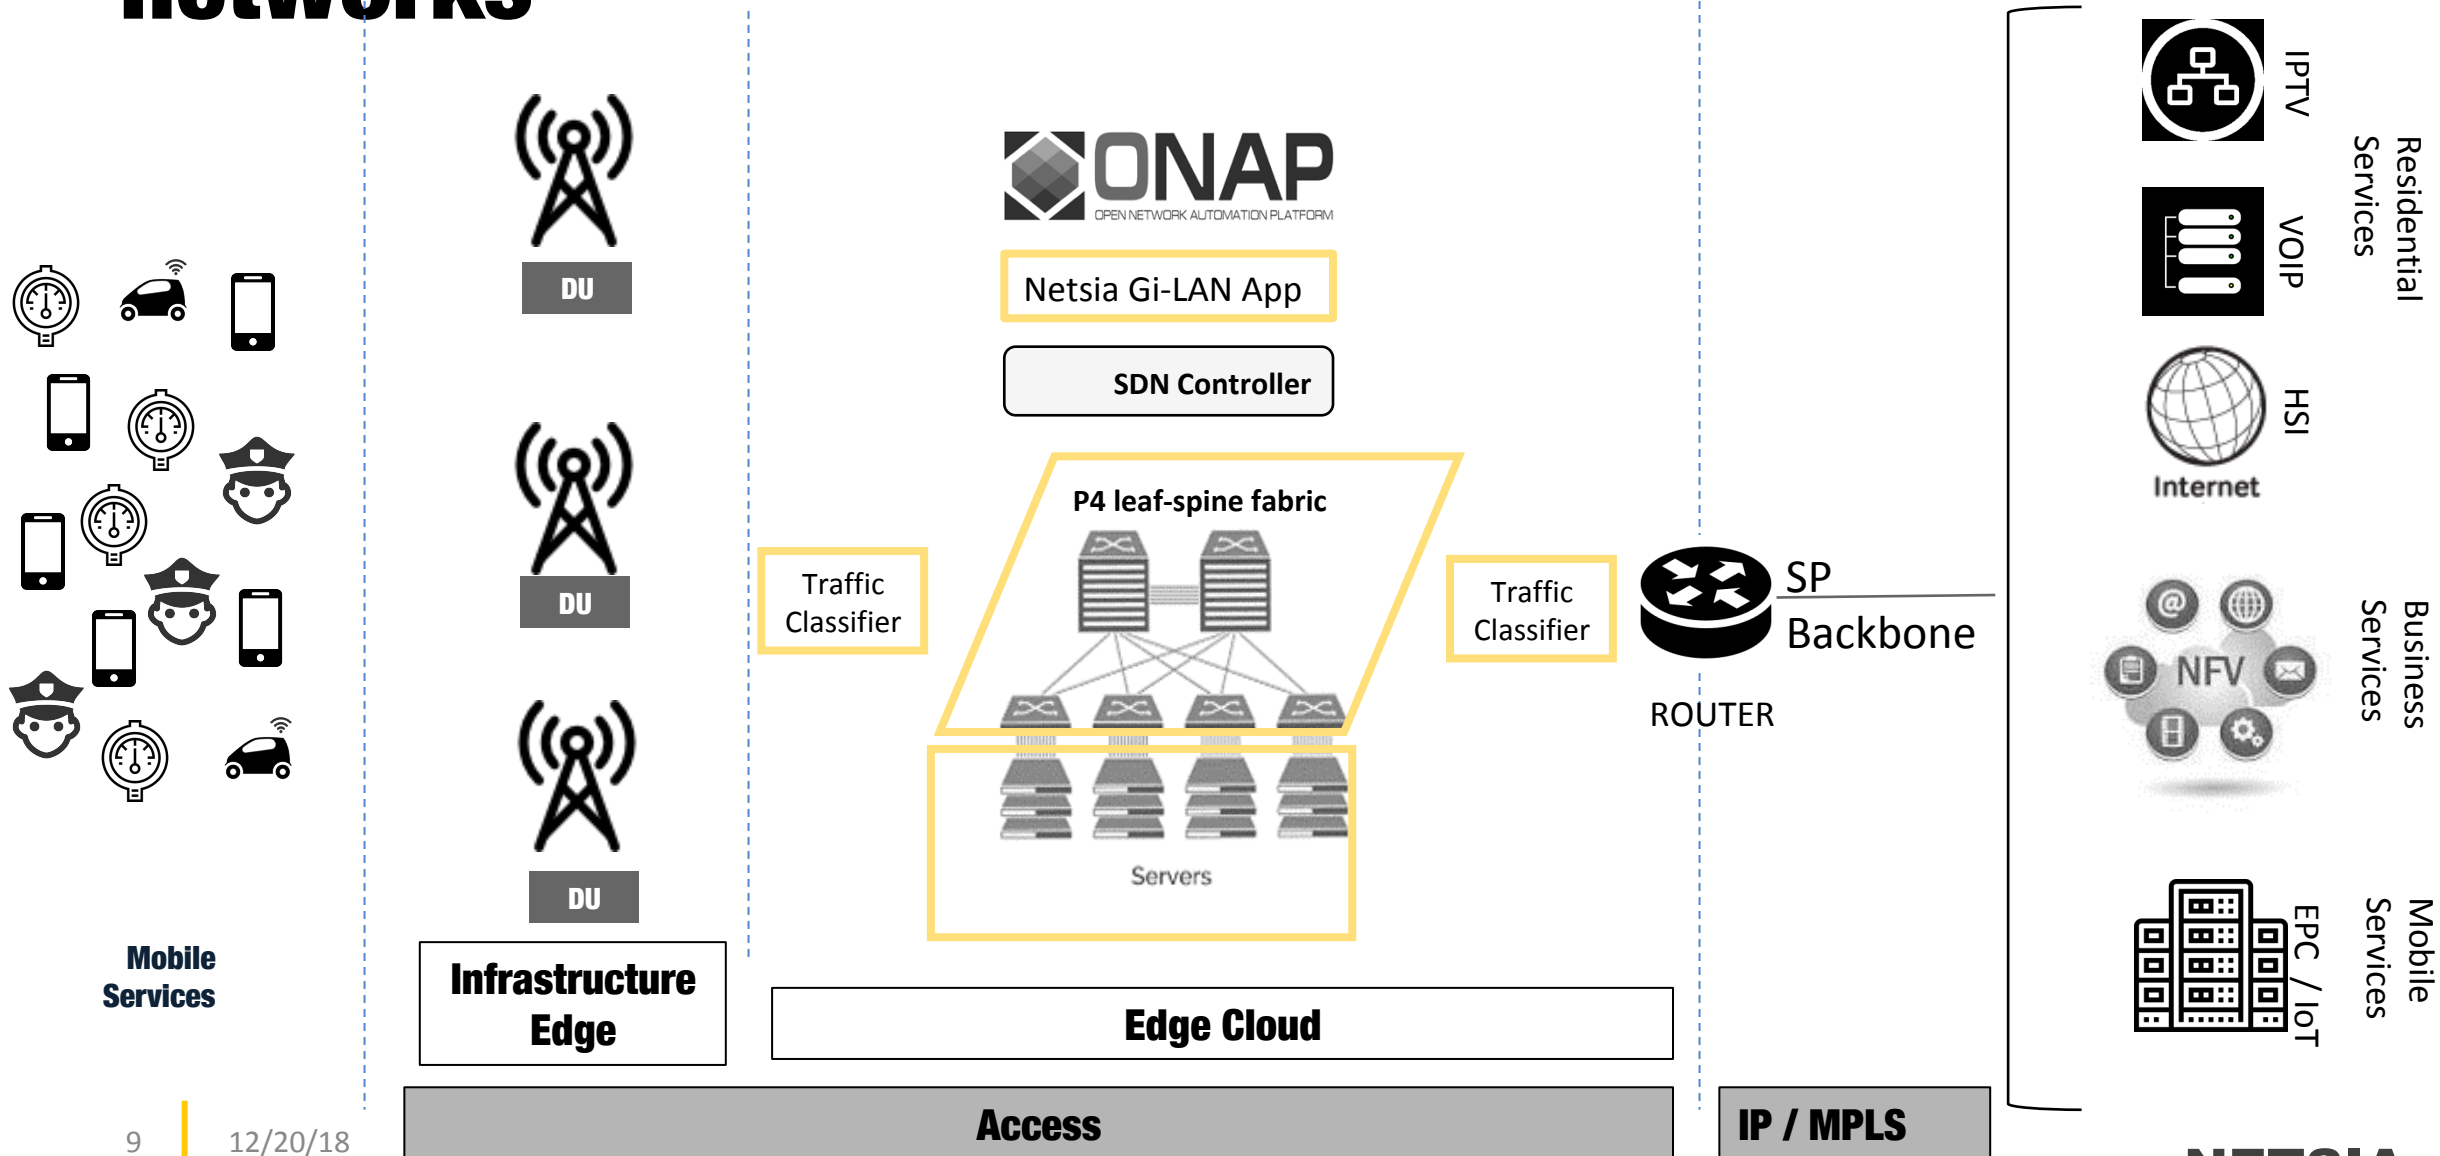 networks
ONAP
OPEN NETWORK AUTOMATION PLATFORM
DU
Netsia Gi-LAN App
SDN Controller
P4 leaf-spine fabric
DU
Traffic
Classifier
Traffic
Classifier
SP
Backbone
ROUTER
Servers
DU
Mobile
Services
Infrastructure
Edge
Edge Cloud
Access
IP / MPLS
IPTV
VOIP
Residential
Services
HSI
Internet
NFV
Business
Services
EPC / IoT
Mobile
Services
9
12/20/18
NETSIA